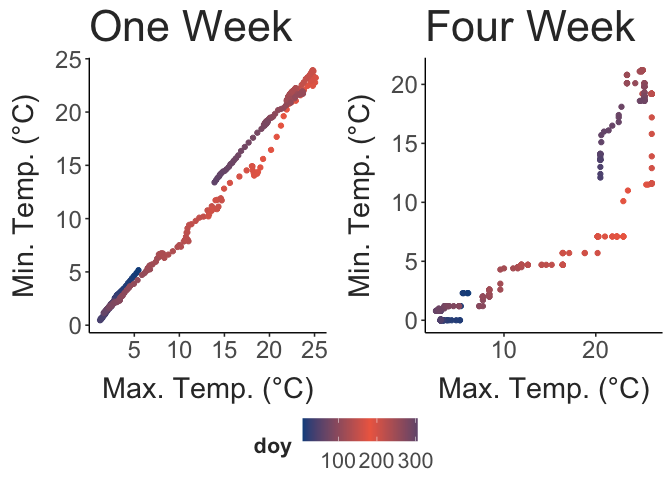 One Week
Four Week
Min. Temp. (°C)
25
20
15
10
5
0
5 10 15 20 25
Max. Temp. (°C)
Min. Temp. (°C)
20
15
10
5
0
10 20
Max. Temp. (°C)
doy
100 200 300